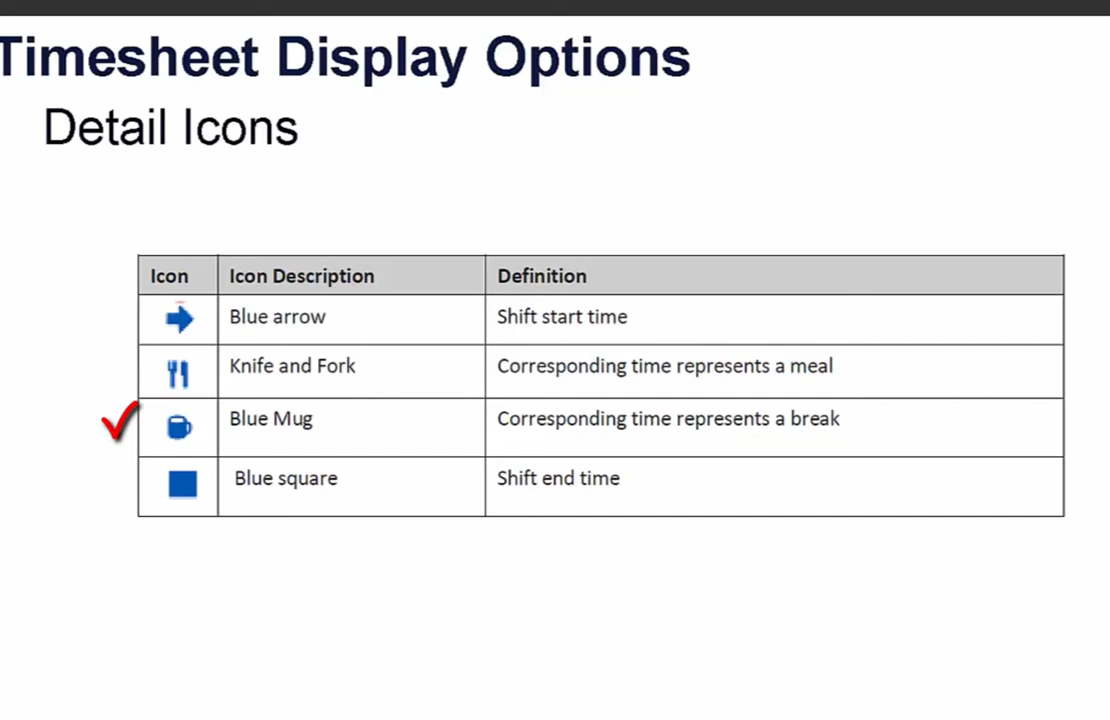 Timesheet Display Options
Detail Icons
Icon Icon Description Definition
Blue arrow Shift start time
Knife and Fork Corresponding time represents a meal
Blue Mug Corresponding time represents a break
Blue square Shift end time